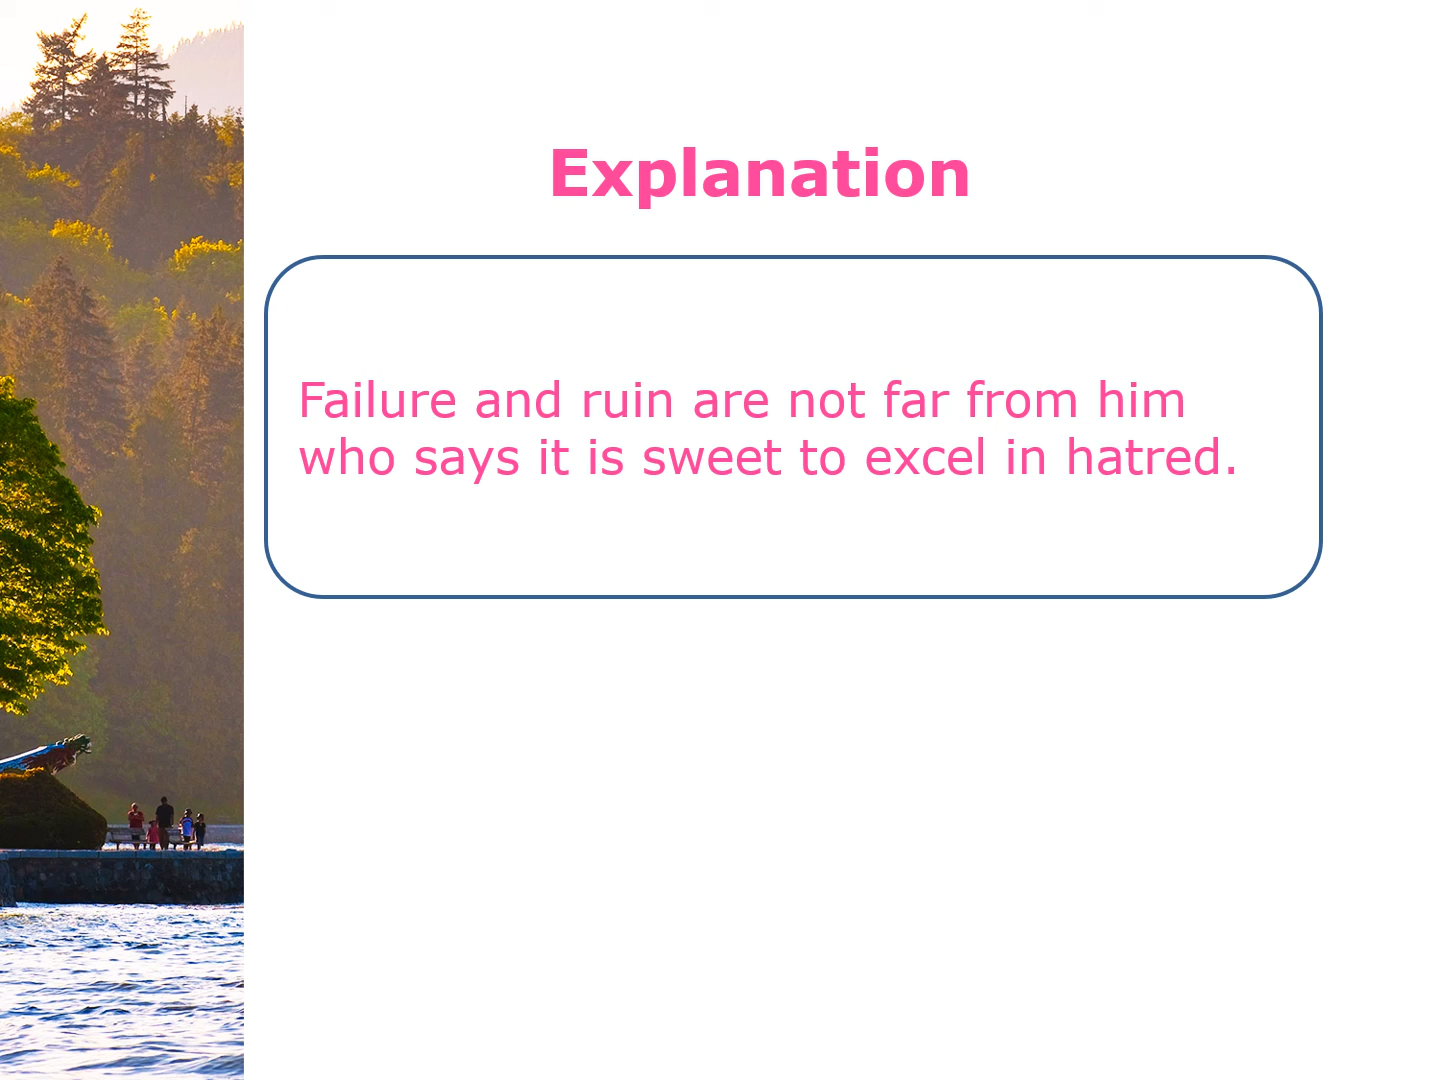 Explanation
Failure and ruin are not far from him
who says it is sweet to excel in hatred.